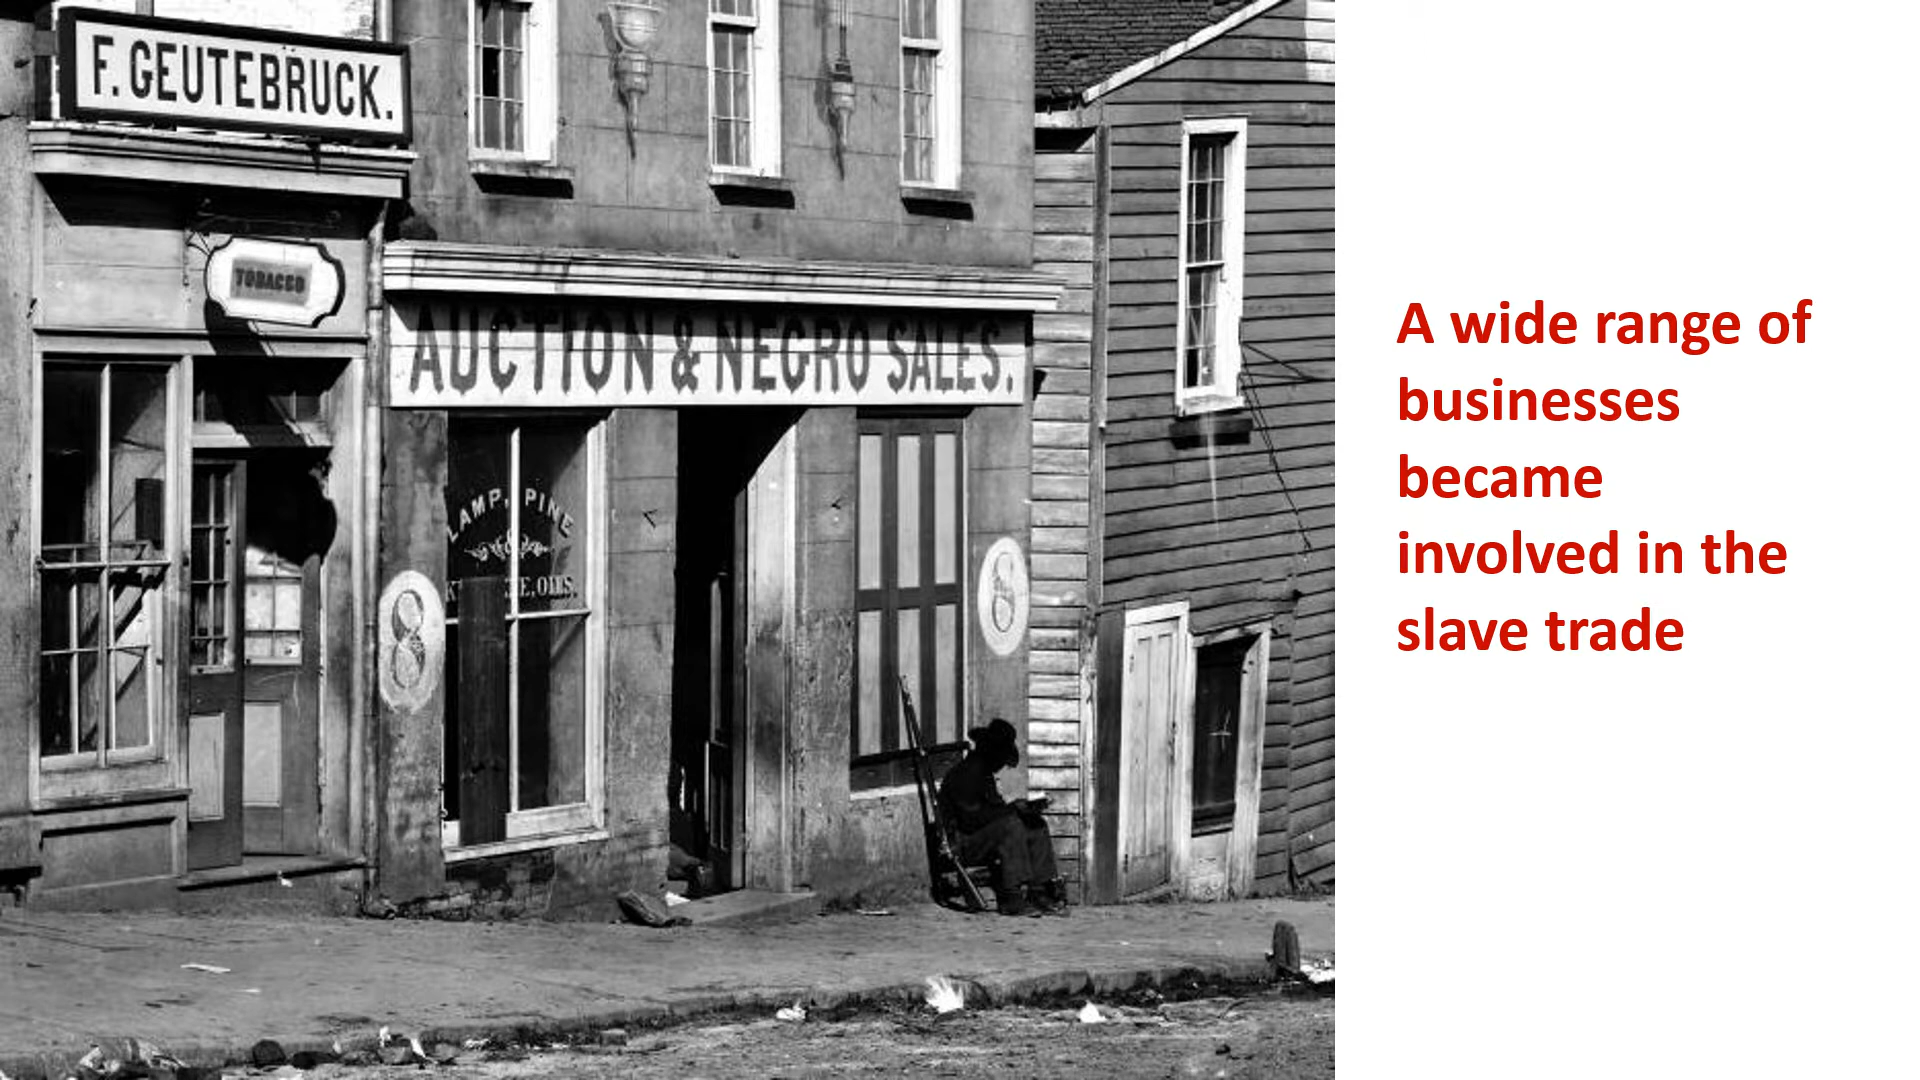 F. GEUTEBRÜCK.
TOBACCO
AUCTION & NEGRO SALES.
LAMP, PINE
&
E, OILS.
8
8
A wide range of
businesses
became
involved in the
slave trade